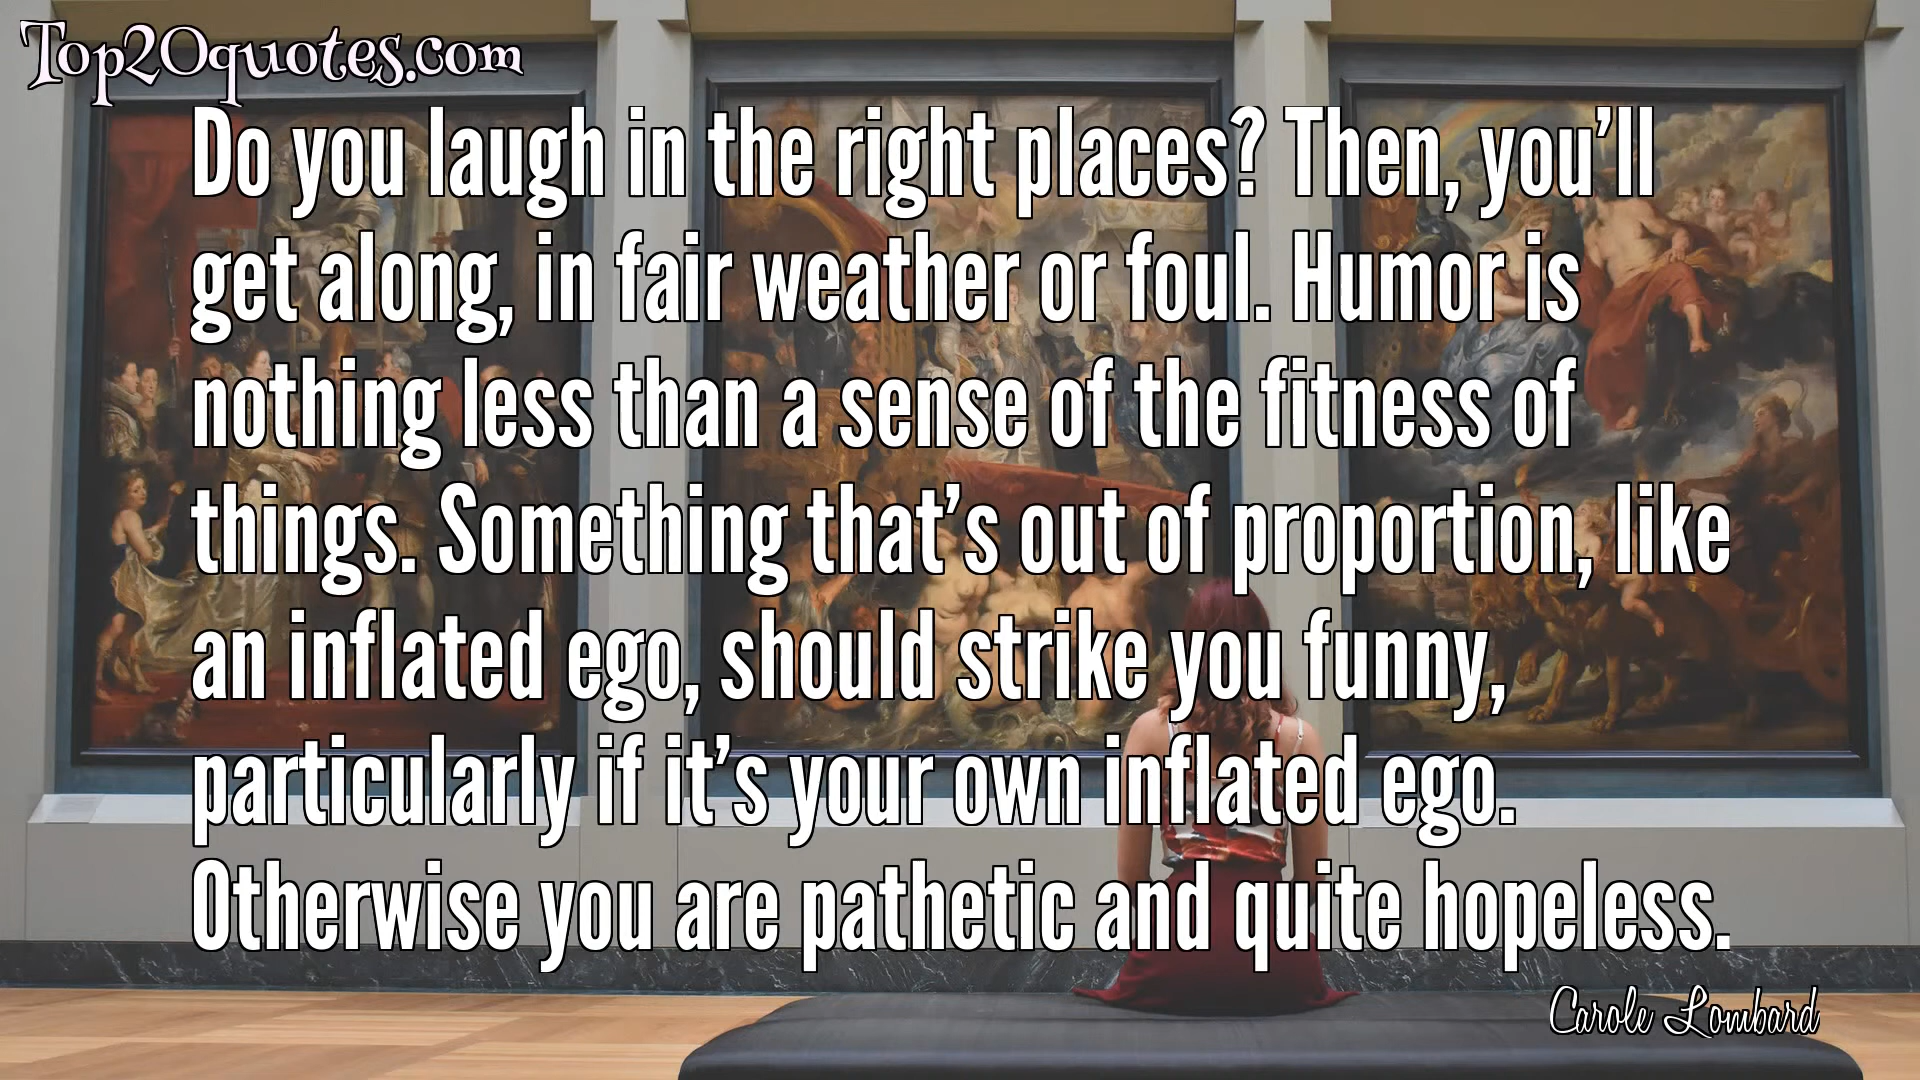 Top20quotes.com
Do you laugh in the right places? Then, you'll
get along, in fair weather or foul. Humor is
nothing less than a sense of the fitness of
things. Something that's out of proportion, like
an inflated ego, should strike you funny,
particularly if it's your own inflated ego.
Otherwise you are pathetic and quite hopeless.
Carole Lombard